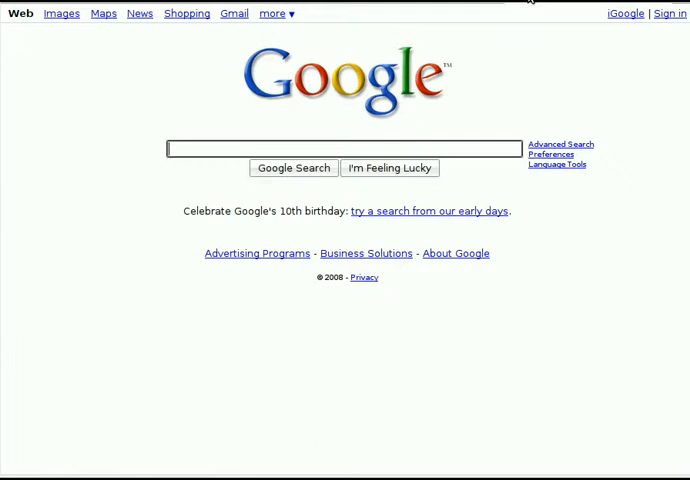 Web Images Maps News Shopping Gmail more ▼ iGoogle | Sign in
Google™
Advanced Search
Preferences
Language Tools
Google Search I'm Feeling Lucky
Celebrate Google's 10th birthday: try a search from our early days.
Advertising Programs - Business Solutions - About Google
© 2008 - Privacy